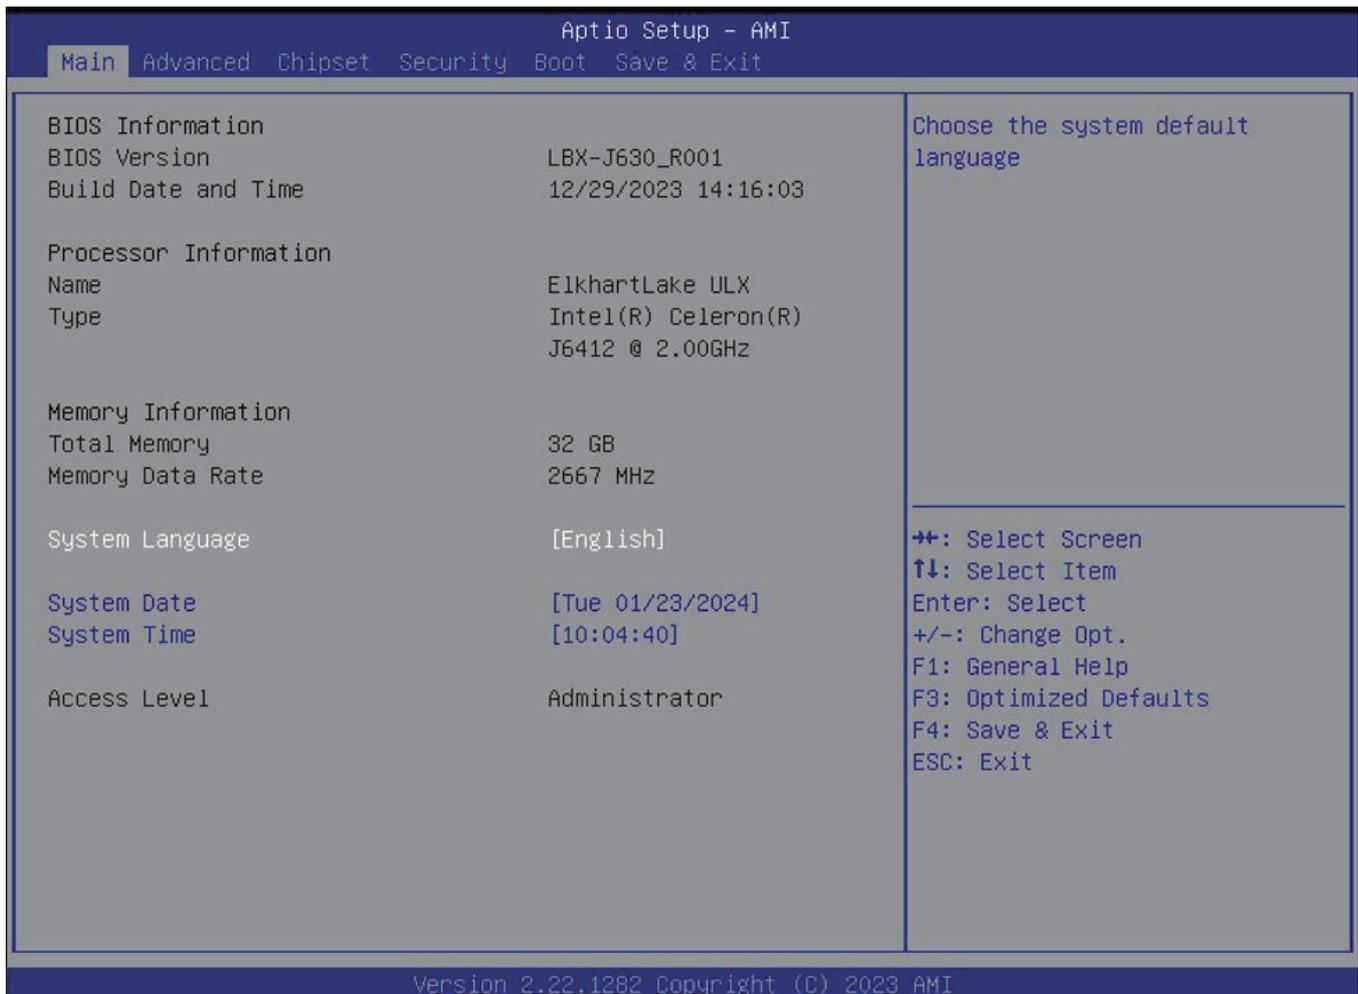 Aptio Setup – AMI
Main Advanced Chipset Security Boot Save & Exit
BIOS Information
BIOS Version LBX-J630_R001
Build Date and Time 12/29/2023 14:16:03
Processor Information
Name ElkhartLake ULX
Type Intel(R) Celeron(R)
J6412 @ 2.00GHz
Memory Information
Total Memory 32 GB
Memory Data Rate 2667 MHz
System Language [English]
System Date [Tue 01/23/2024]
System Time [10:04:40]
Access Level Administrator
Choose the system default
language
→←: Select Screen
↑↓: Select Item
Enter: Select
+/-: Change Opt.
F1: General Help
F3: Optimized Defaults
F4: Save & Exit
ESC: Exit
Version 2.22.1282 Copyright (C) 2023 AMI